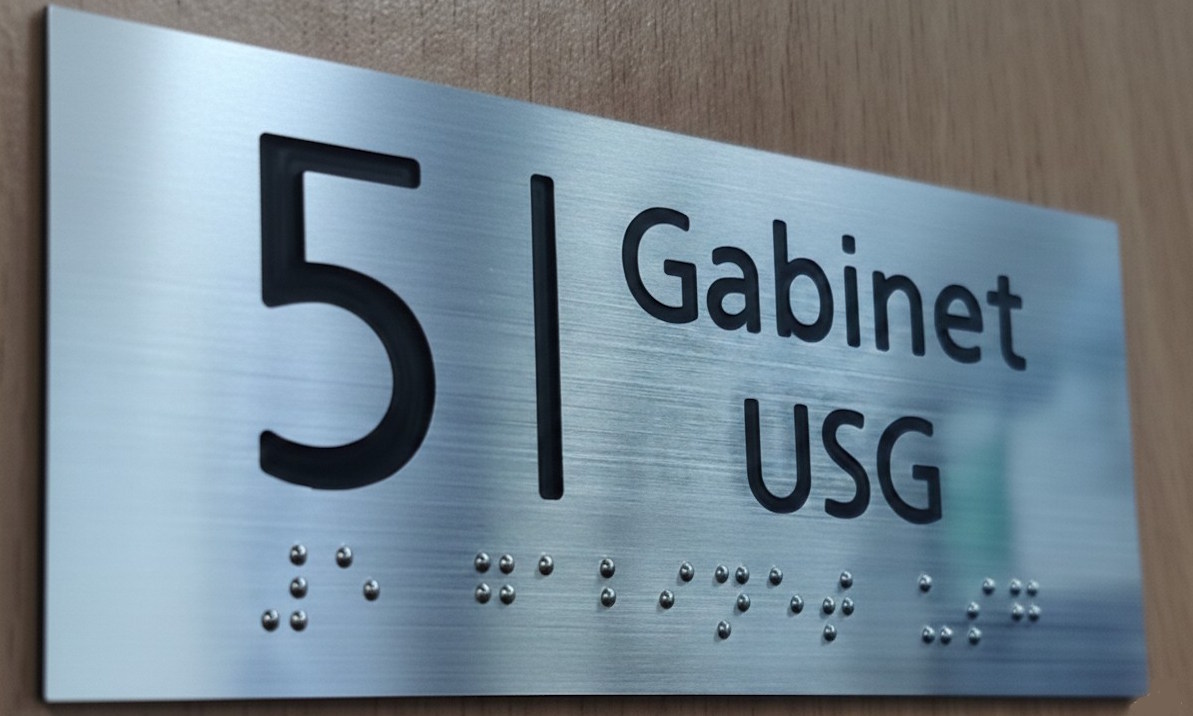 5 | Gabinet
USG
⠼⠑ ⠛⠁⠃⠊⠝⠑⠞ ⠥⠎⠛